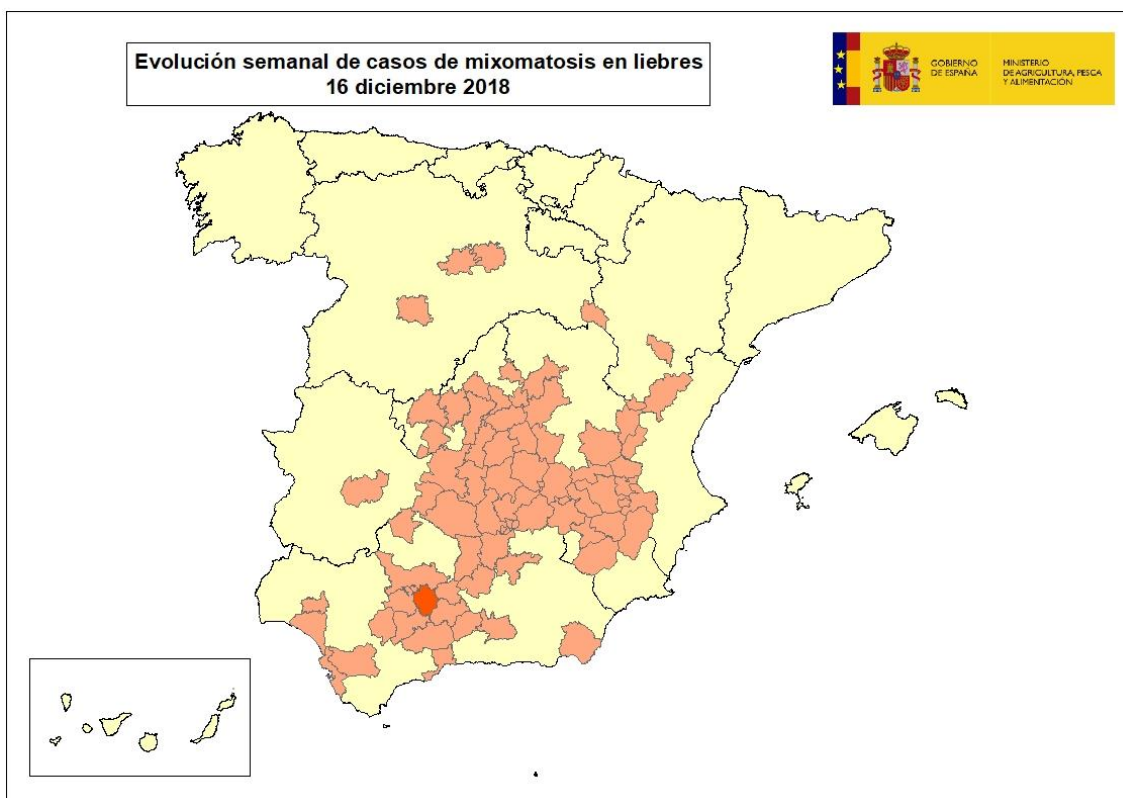 Evolución semanal de casos de mixomatosis en liebres
16 diciembre 2018
GOBIERNO
DE ESPAÑA
MINISTERIO
DE AGRICULTURA, PESCA
Y ALIMENTACIÓN